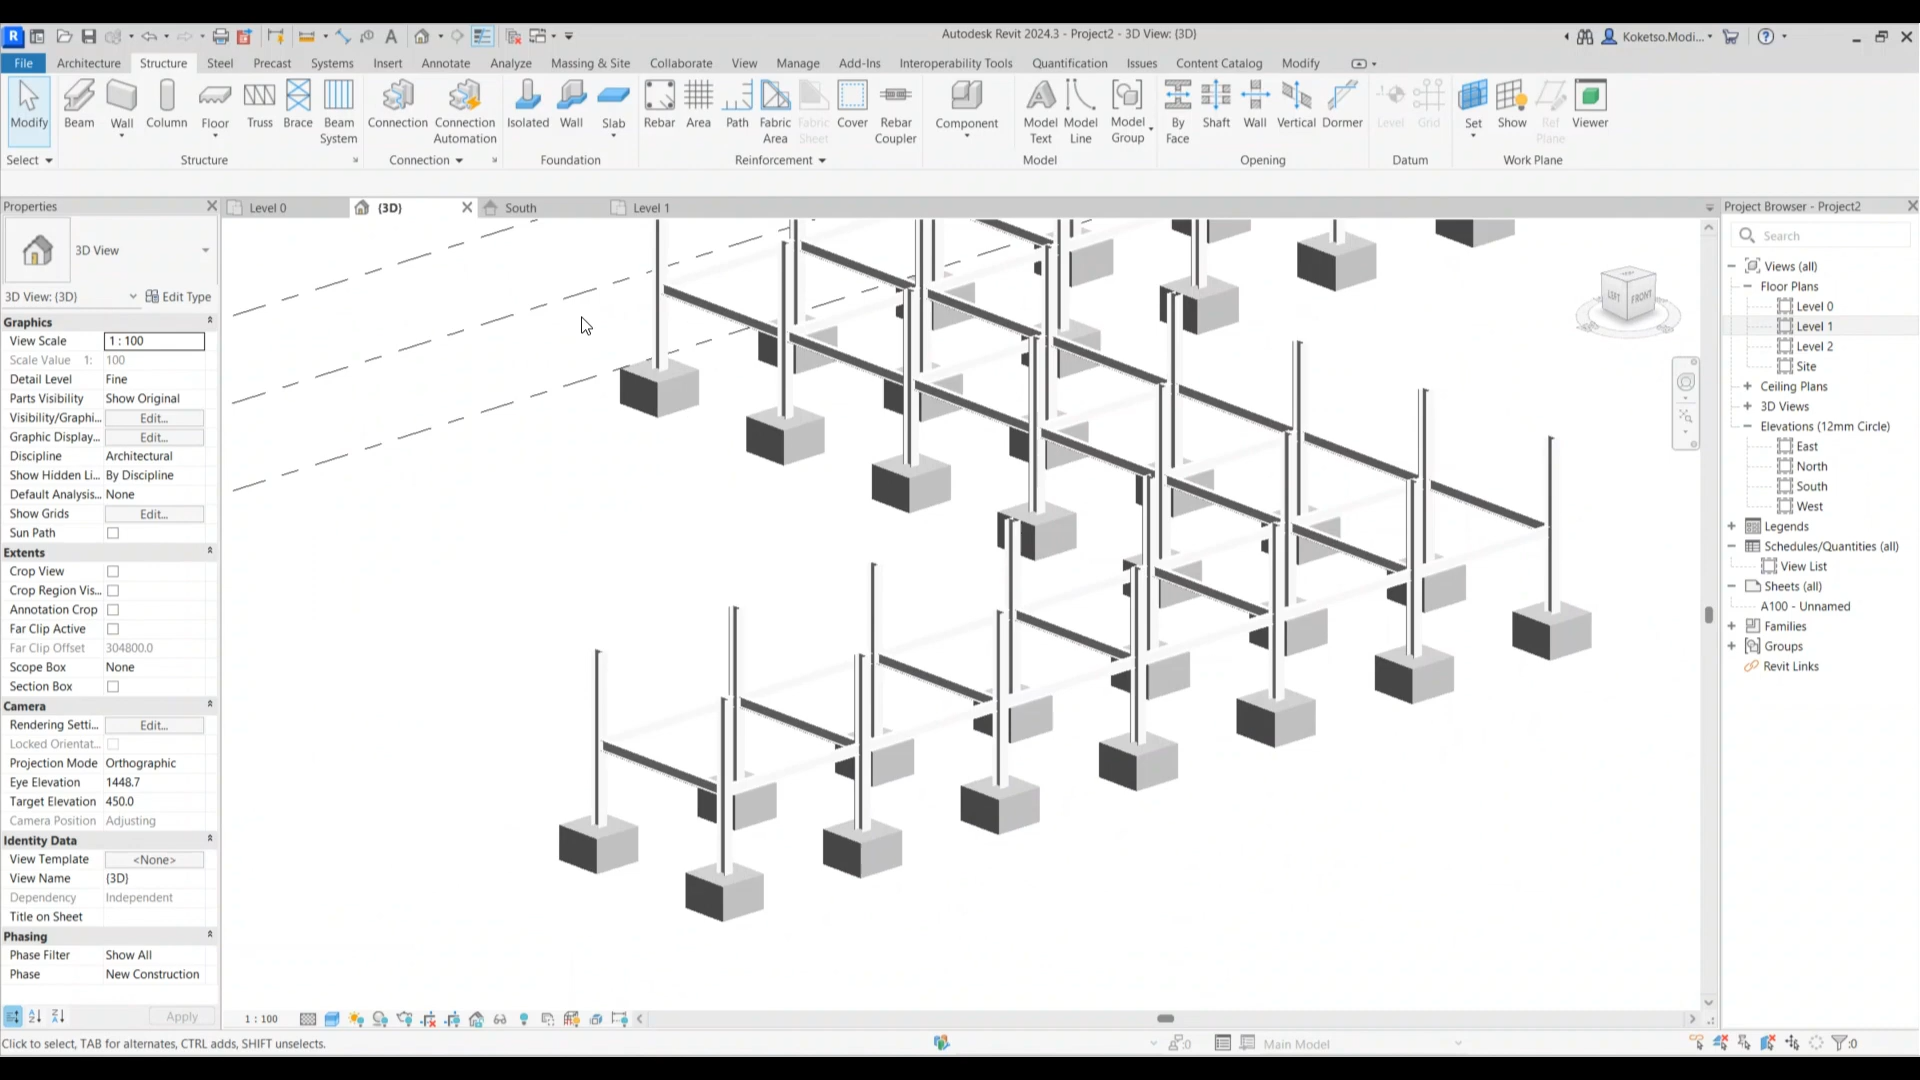 R
Autodesk Revit 2024.3 - Project2 - 3D View: {3D}
Koketso.Modi...
File Architecture Structure Steel Precast Systems Insert Annotate Analyze Massing & Site Collaborate View Manage Add-Ins Interoperability Tools Quantification Issues Content Catalog Modify
Modify Beam Wall Column Floor Truss Brace Beam System Connection Connection Automation Isolated Wall Slab Rebar Area Path Fabric Area Fabric Sheet Cover Rebar Coupler Component Model Text Model Line Model Group By Face Shaft Wall Vertical Dormer Level Grid Set Show Ref Plane Viewer
Select Structure Connection Foundation Reinforcement Model Opening Datum Work Plane
Properties
Level 0 {3D} South Level 1
Project Browser - Project2
3D View
3D View: {3D} Edit Type
Graphics
View Scale 1 : 100
Scale Value 1: 100
Detail Level Fine
Parts Visibility Show Original
Visibility/Graphi... Edit...
Graphic Display... Edit...
Discipline Architectural
Show Hidden Li... By Discipline
Default Analysis... None
Show Grids Edit...
Sun Path
Extents
Crop View
Crop Region Vis...
Annotation Crop
Far Clip Active
Far Clip Offset 304800.0
Scope Box None
Section Box
Camera
Rendering Setti... Edit...
Locked Orientat...
Projection Mode Orthographic
Eye Elevation 1448.7
Target Elevation 450.0
Camera Position Adjusting
Identity Data
View Template <None>
View Name {3D}
Dependency Independent
Title on Sheet
Phasing
Phase Filter Show All
Phase New Construction
Apply
LEFT FRONT
Search
Views (all)
Floor Plans
Level 0
Level 1
Level 2
Site
Ceiling Plans
3D Views
Elevations (12mm Circle)
East
North
South
West
Legends
Schedules/Quantities (all)
View List
Sheets (all)
A100 - Unnamed
Families
Groups
Revit Links
1 : 100
Click to select, TAB for alternates, CTRL adds, SHIFT unselects.
:0
Main Model
:0